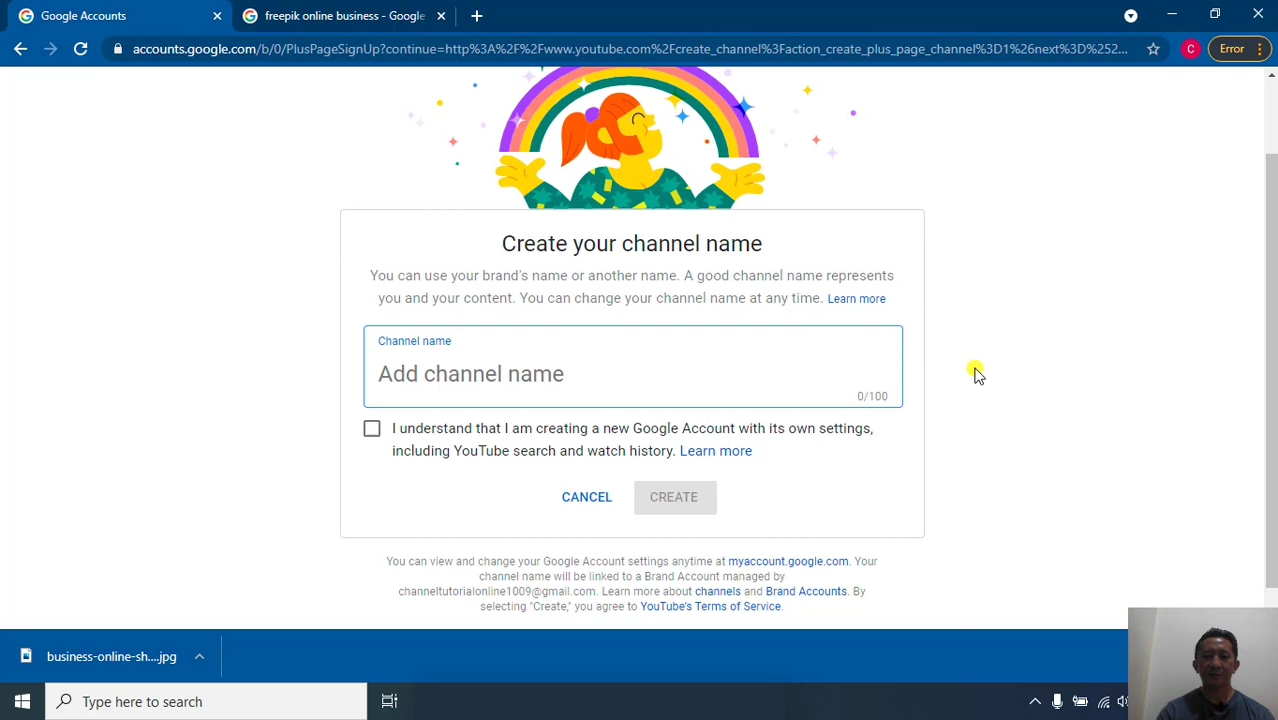 Google Accounts
freepik online business - Google
accounts.google.com/b/0/PlusPageSignUp?continue=http%3A%2F%2Fwww.youtube.com%2Fcreate_channel%3Faction_create_plus_page_channel%3D1%26next%3D%252...
C
Error
Create your channel name
You can use your brand's name or another name. A good channel name represents
you and your content. You can change your channel name at any time. Learn more
Channel name
Add channel name
0/100
I understand that I am creating a new Google Account with its own settings,
including YouTube search and watch history. Learn more
CANCEL
CREATE
You can view and change your Google Account settings anytime at myaccount.google.com. Your
channel name will be linked to a Brand Account managed by
channeltutorialonline1009@gmail.com. Learn more about channels and Brand Accounts. By
selecting "Create," you agree to YouTube's Terms of Service.
business-online-sh....jpg
Type here to search